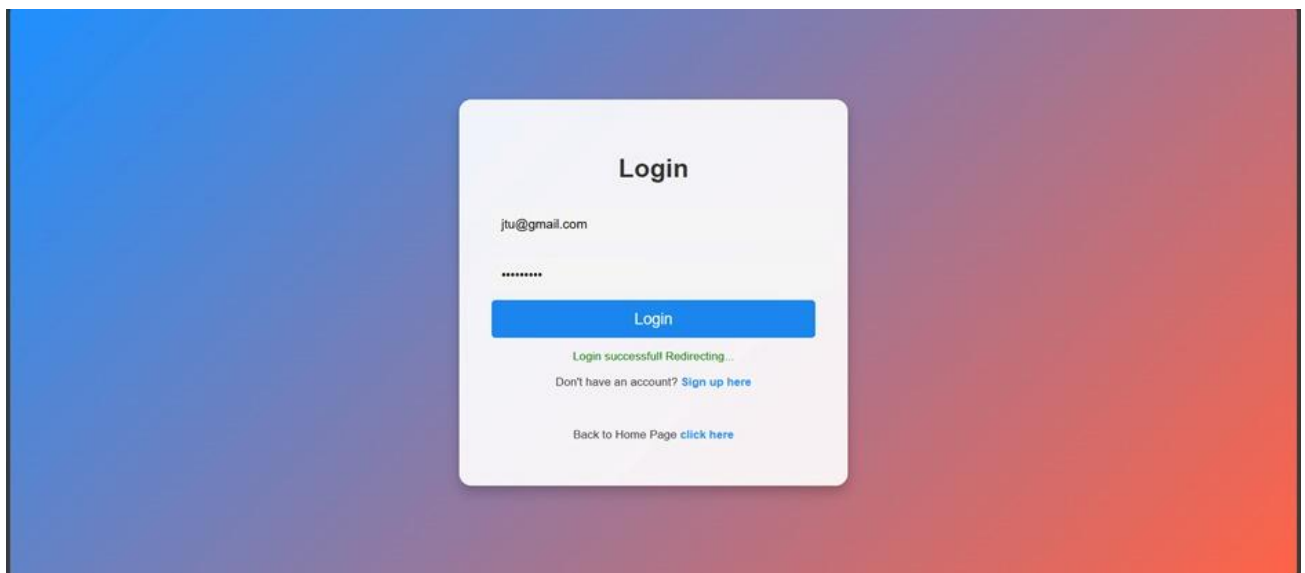 Login
jtu@gmail.com
•••••••••
Login
Login successful! Redirecting...
Don't have an account? Sign up here
Back to Home Page click here